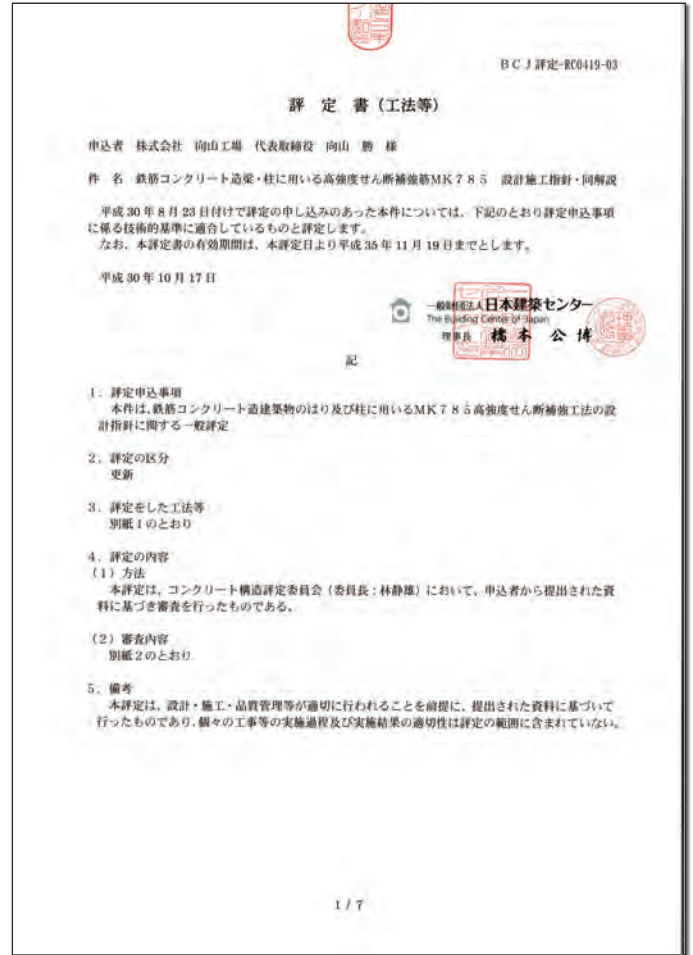 BCJ評定-RC0419-03
評 定 書（工法等）
申込者 株式会社 向山工場 代表取締役 向山 勝 様
件 名 鉄筋コンクリート造梁・柱に用いる高強度せん断補強筋MK785 設計施工指針・同解説
平成30年8月23日付けで評定の申し込みのあった本件については、下記のとおり評定申込事項
に係る技術的基準に適合しているものと評定します。
なお、本評定書の有効期間は、本評定日より平成35年11月19日までとします。
平成30年10月17日
一般財団法人日本建築センター
The Building Center of Japan
理事長 橋本 公博
記
1．評定申込事項
本件は、鉄筋コンクリート造建築物のはり及び柱に用いるMK785高強度せん断補強工法の設
計指針に関する一般評定
2．評定の区分
更新
3．評定をした工法等
別紙1のとおり
4．評定の内容
（1）方法
本評定は、コンクリート構造評定委員会（委員長：林静雄）において、申込者から提出された資
料に基づき審査を行ったものである。
（2）審査内容
別紙2のとおり
5．備考
本評定は、設計・施工・品質管理等が適切に行われることを前提に、提出された資料に基づいて
行ったものであり、個々の工事等の実施過程及び実施結果の適切性は評定の範囲に含まれていない。
1/7